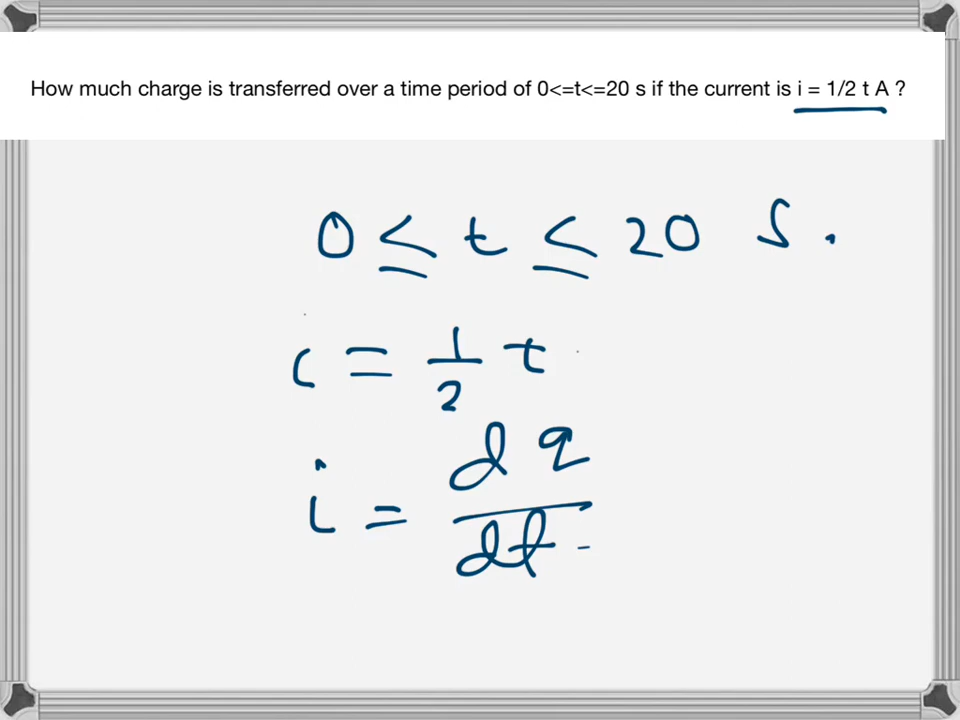 How much charge is transferred over a time period of 0<=t<=20 s if the current is i = 1/2 t A ?
0 ≤ t ≤ 20 s.
i = 1/2 t
i = dq/dt